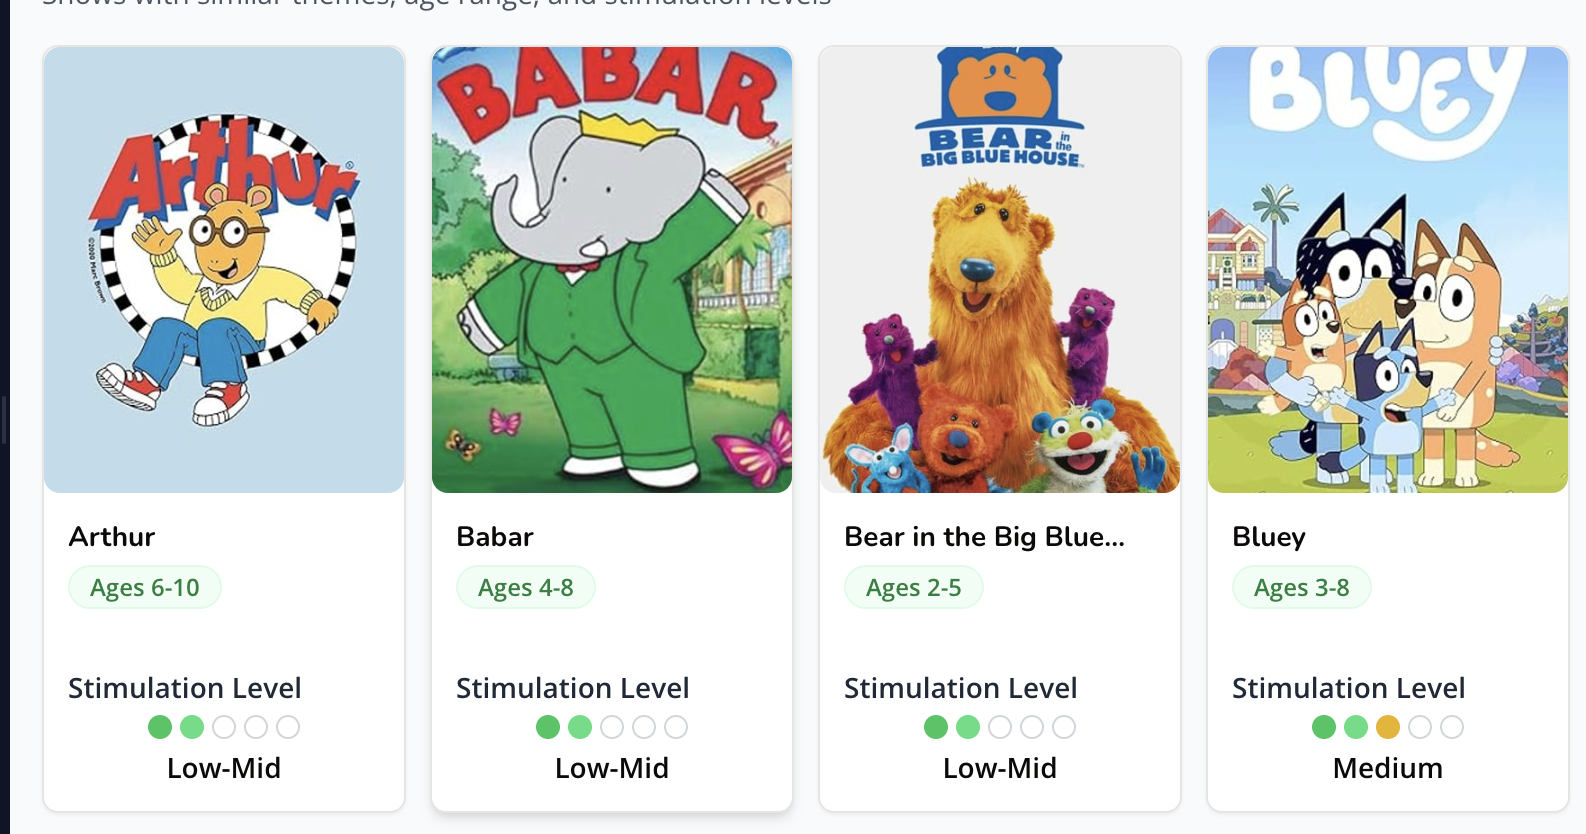 Shows with similar themes, age range, and stimulation levels
Arthur®
©2000 Marc Brown
BABAR
BEAR in the
BIG BLUE HOUSE™
BLUEY
Arthur
Babar
Bear in the Big Blue...
Bluey
Ages 6-10
Ages 4-8
Ages 2-5
Ages 3-8
Stimulation Level
Stimulation Level
Stimulation Level
Stimulation Level
Low-Mid
Low-Mid
Low-Mid
Medium